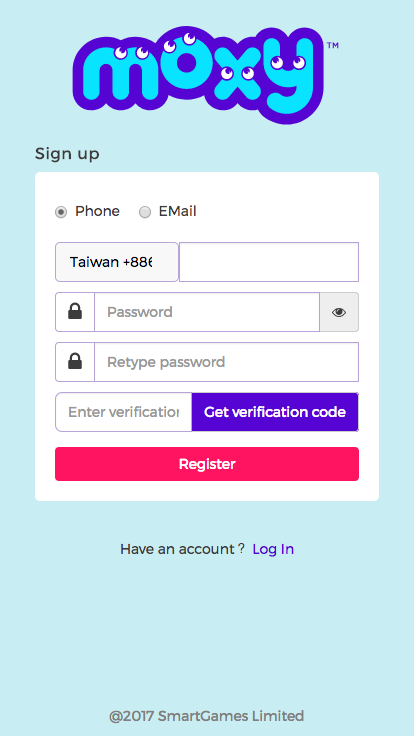 moxy™
Sign up
Phone EMail
Taiwan +886
Password
Retype password
Enter verification Get verification code
Register
Have an account ? Log In
@2017 SmartGames Limited